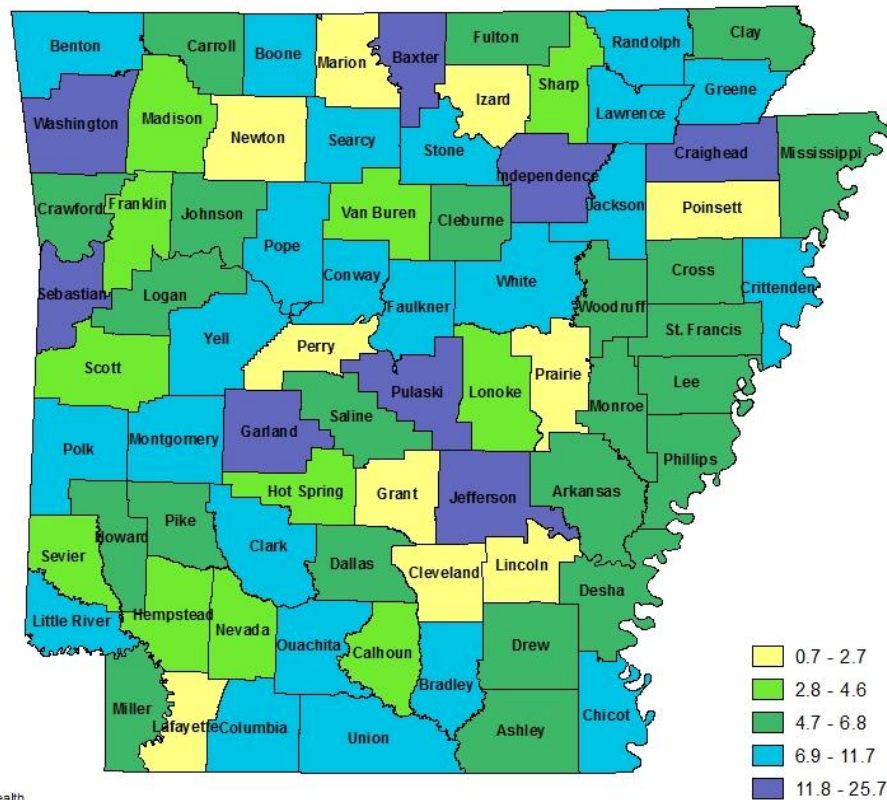 Benton
Carroll
Boone
Marion
Baxter
Fulton
Randolph
Clay
Izard
Sharp
Lawrence
Greene
Washington
Madison
Newton
Searcy
Stone
Independence
Craighead
Mississippi
Crawford
Franklin
Johnson
Van Buren
Cleburne
Jackson
Poinsett
Pope
Conway
Faulkner
White
Woodruff
Cross
Crittenden
Sebastian
Logan
Yell
Perry
St. Francis
Scott
Pulaski
Lonoke
Prairie
Monroe
Lee
Garland
Saline
Polk
Montgomery
Phillips
Hot Spring
Grant
Jefferson
Arkansas
Howard
Pike
Clark
Dallas
Cleveland
Lincoln
Desha
Sevier
Little River
Hempstead
Nevada
Ouachita
Calhoun
Bradley
Drew
Miller
Lafayette
Columbia
Union
Ashley
Chicot
0.7 - 2.7
2.8 - 4.6
4.7 - 6.8
6.9 - 11.7
11.8 - 25.7